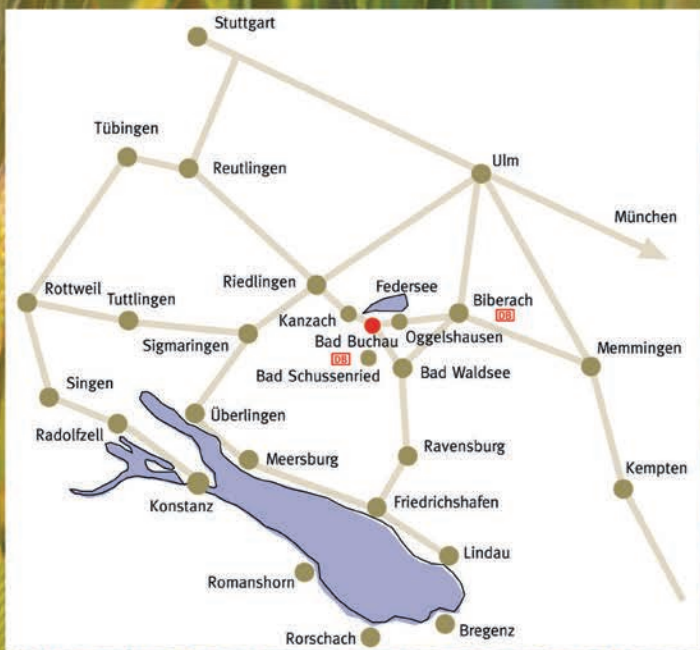 Stuttgart
Tübingen
Reutlingen
Ulm
München
Riedlingen
Federsee
Rottweil
Tuttlingen
Kanzach
Biberach
DB
Sigmaringen
Bad Buchau
Oggelshausen
DB
Bad Schussenried
Bad Waldsee
Memmingen
Singen
Überlingen
Radolfzell
Meersburg
Ravensburg
Kempten
Konstanz
Friedrichshafen
Lindau
Romanshorn
Bregenz
Rorschach